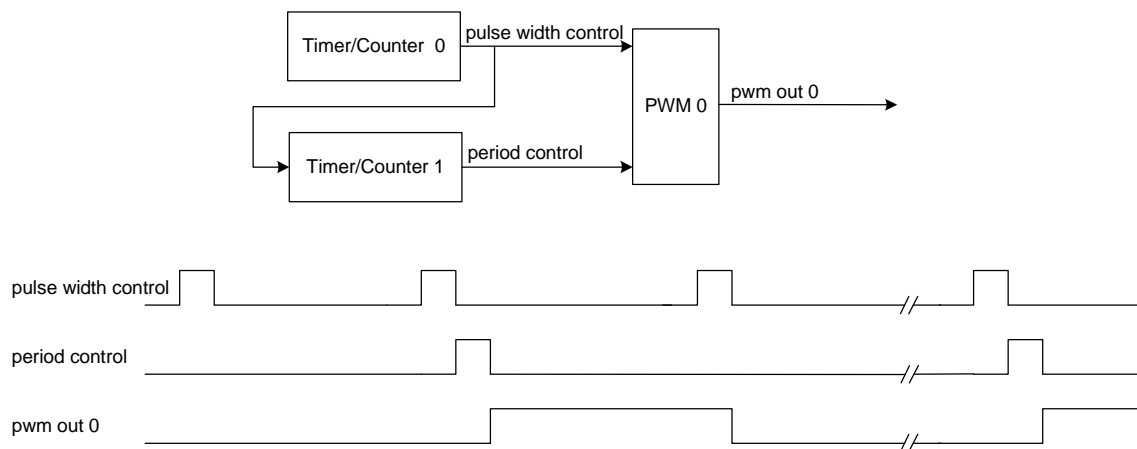 pulse width control
Timer/Counter 0
PWM 0
pwm out 0
Timer/Counter 1
period control
pulse width control
period control
pwm out 0